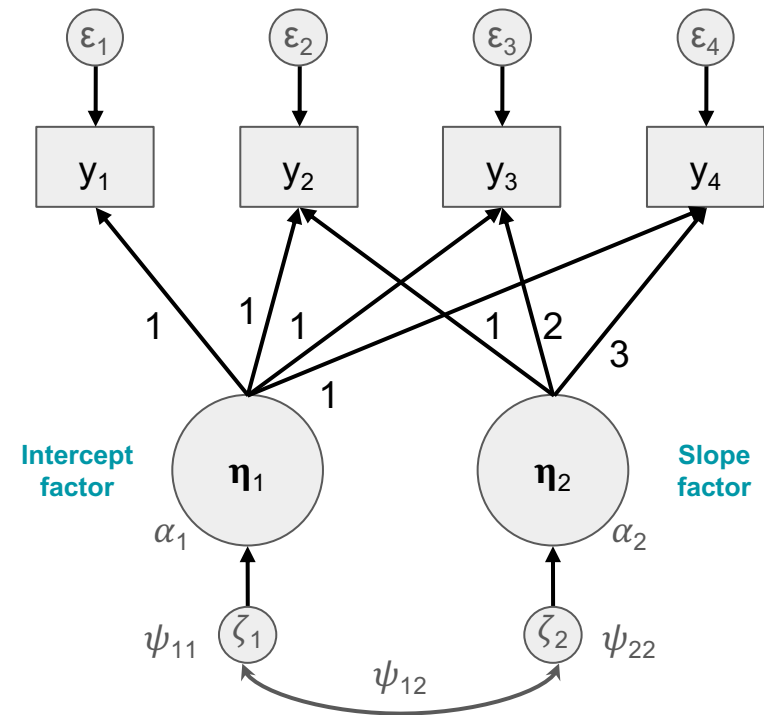 ε₁ ε₂ ε₃ ε₄
y₁ y₂ y₃ y₄
1 1 1 1 1 2 3
Intercept
factor
η₁
η₂
Slope
factor
α₁
α₂
ψ₁₁ ζ₁ ζ₂ ψ₂₂
ψ₁₂